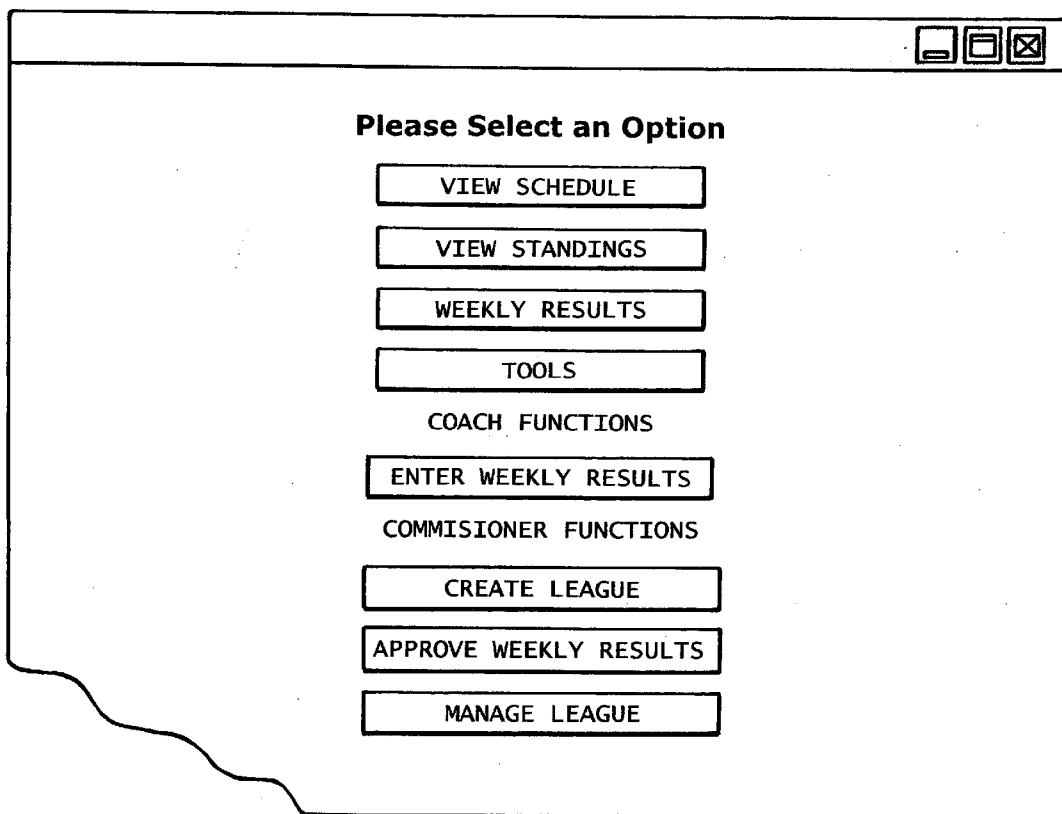 Please Select an Option
VIEW SCHEDULE
VIEW STANDINGS
WEEKLY RESULTS
TOOLS
COACH FUNCTIONS
ENTER WEEKLY RESULTS
COMMISIONER FUNCTIONS
CREATE LEAGUE
APPROVE WEEKLY RESULTS
MANAGE LEAGUE